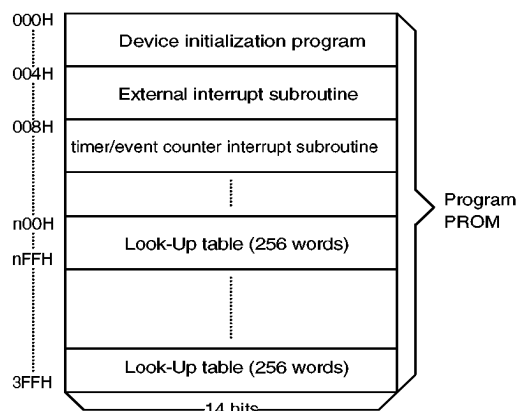 000H
Device initialization program
004H
External interrupt subroutine
008H
timer/event counter interrupt subroutine
n00H
Look-Up table (256 words)
nFFH
Program
PROM
Look-Up table (256 words)
3FFH
14 bits